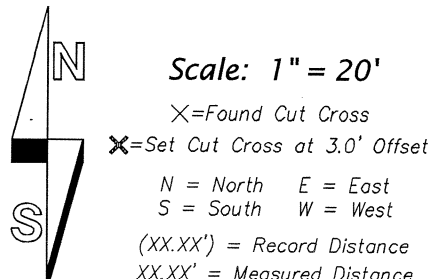 N
Scale: 1" = 20'
X=Found Cut Cross
X=Set Cut Cross at 3.0' Offset
N = North E = East
S = South W = West
S
(XX.XX') = Record Distance
XX.XX' = Measured Distance